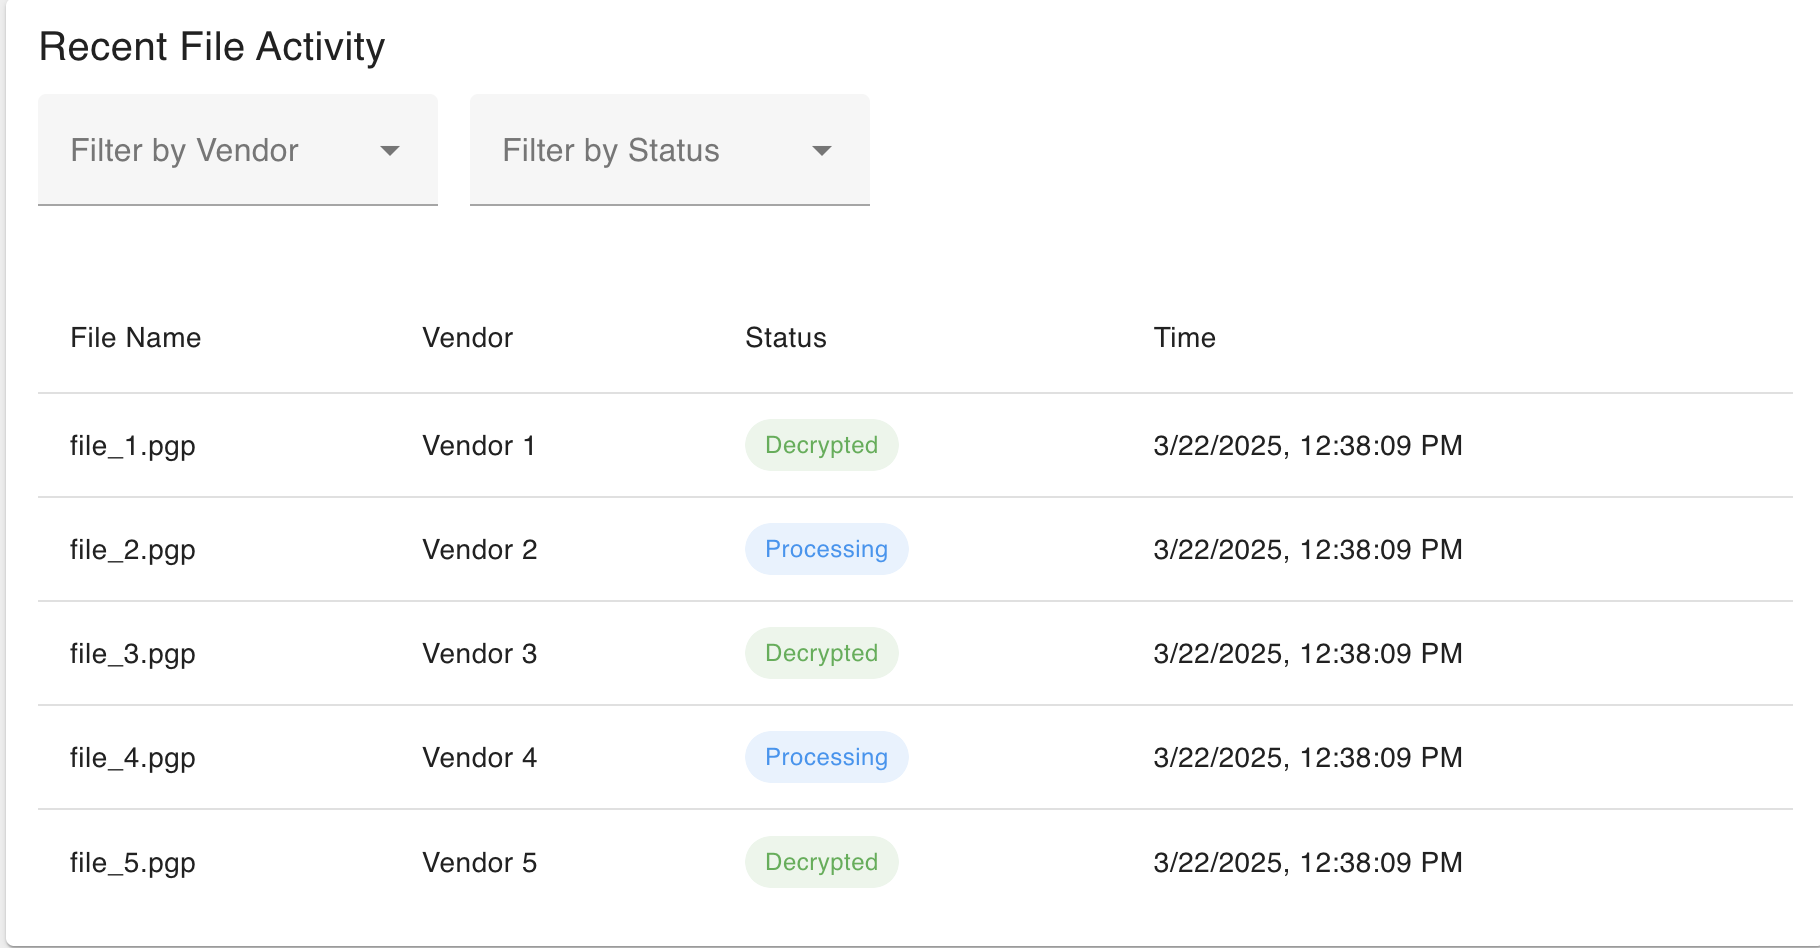 Recent File Activity
Filter by Vendor Filter by Status
File Name Vendor Status Time
file_1.pgp Vendor 1 Decrypted 3/22/2025, 12:38:09 PM
file_2.pgp Vendor 2 Processing 3/22/2025, 12:38:09 PM
file_3.pgp Vendor 3 Decrypted 3/22/2025, 12:38:09 PM
file_4.pgp Vendor 4 Processing 3/22/2025, 12:38:09 PM
file_5.pgp Vendor 5 Decrypted 3/22/2025, 12:38:09 PM